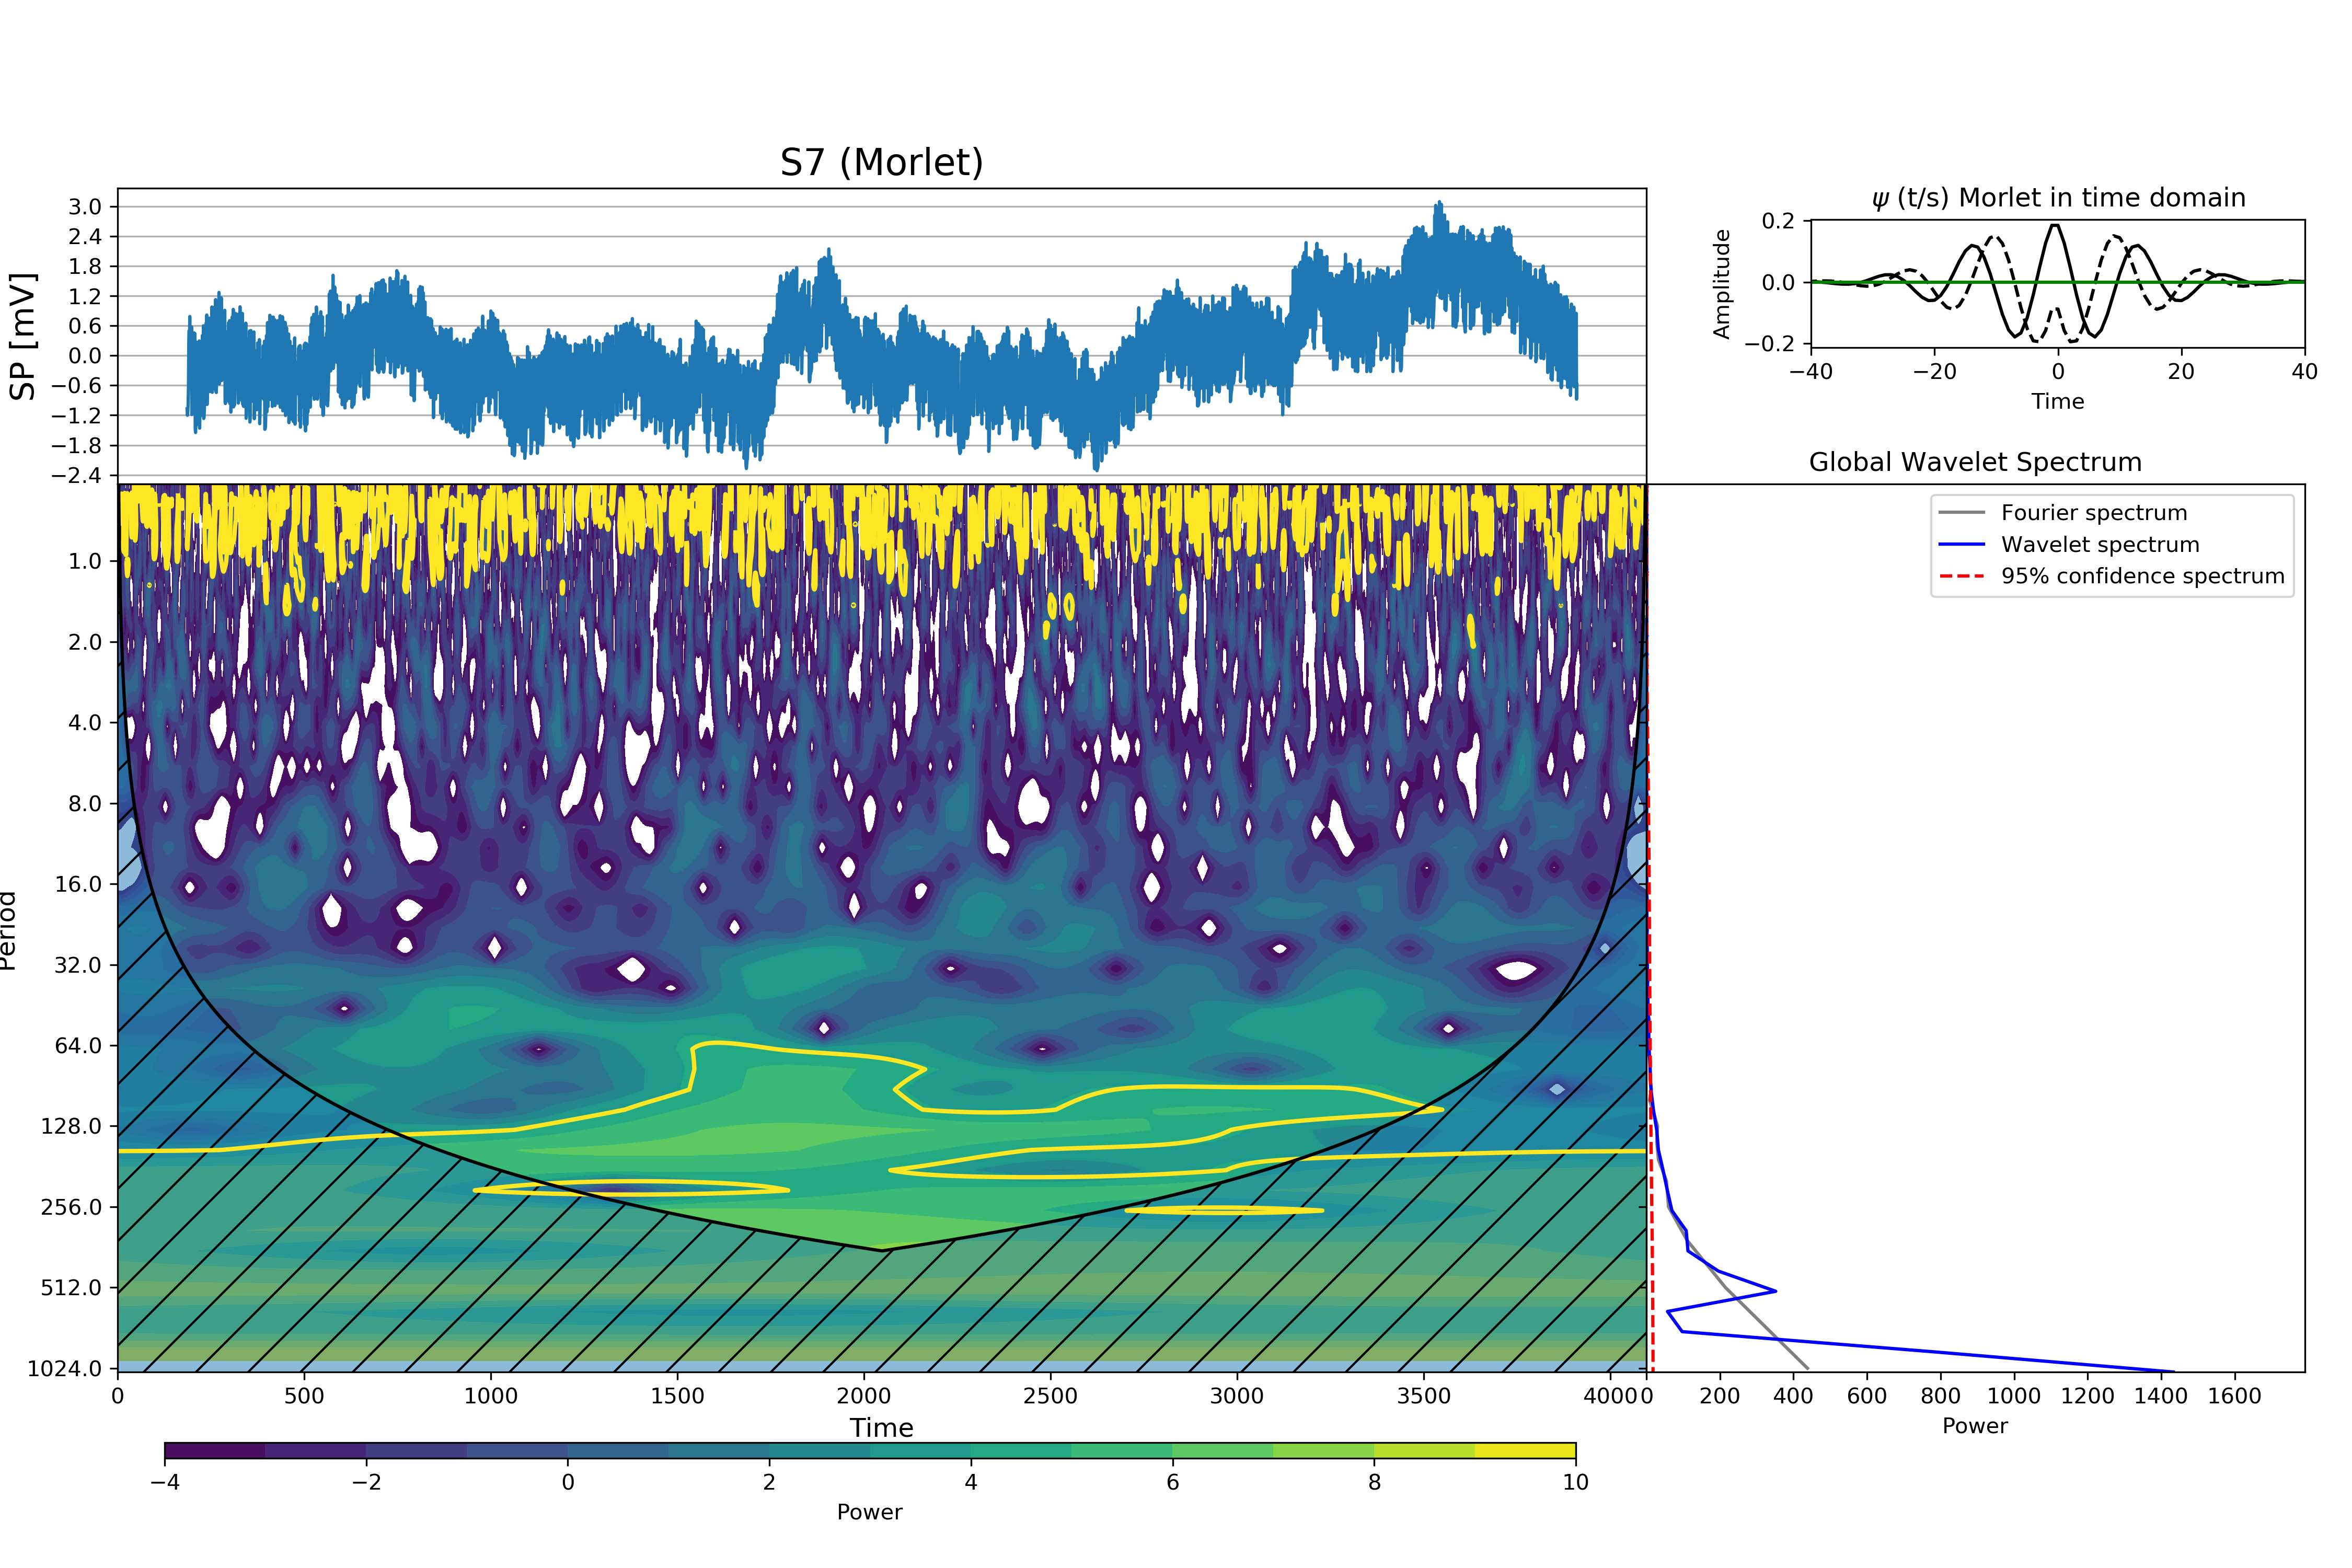 S7 (Morlet)
SP [mV]
3.0
2.4
1.8
1.2
0.6
0.0
−0.6
−1.2
−1.8
−2.4
ψ (t/s) Morlet in time domain
Amplitude
0.2
0.0
−0.2
−40 −20 0 20 40
Time
Global Wavelet Spectrum
Fourier spectrum
Wavelet spectrum
95% confidence spectrum
Period
1.0
2.0
4.0
8.0
16.0
32.0
64.0
128.0
256.0
512.0
1024.0
0 500 1000 1500 2000 2500 3000 3500 4000
Time
0 200 400 600 800 1000 1200 1400 1600
Power
−4 −2 0 2 4 6 8 10
Power